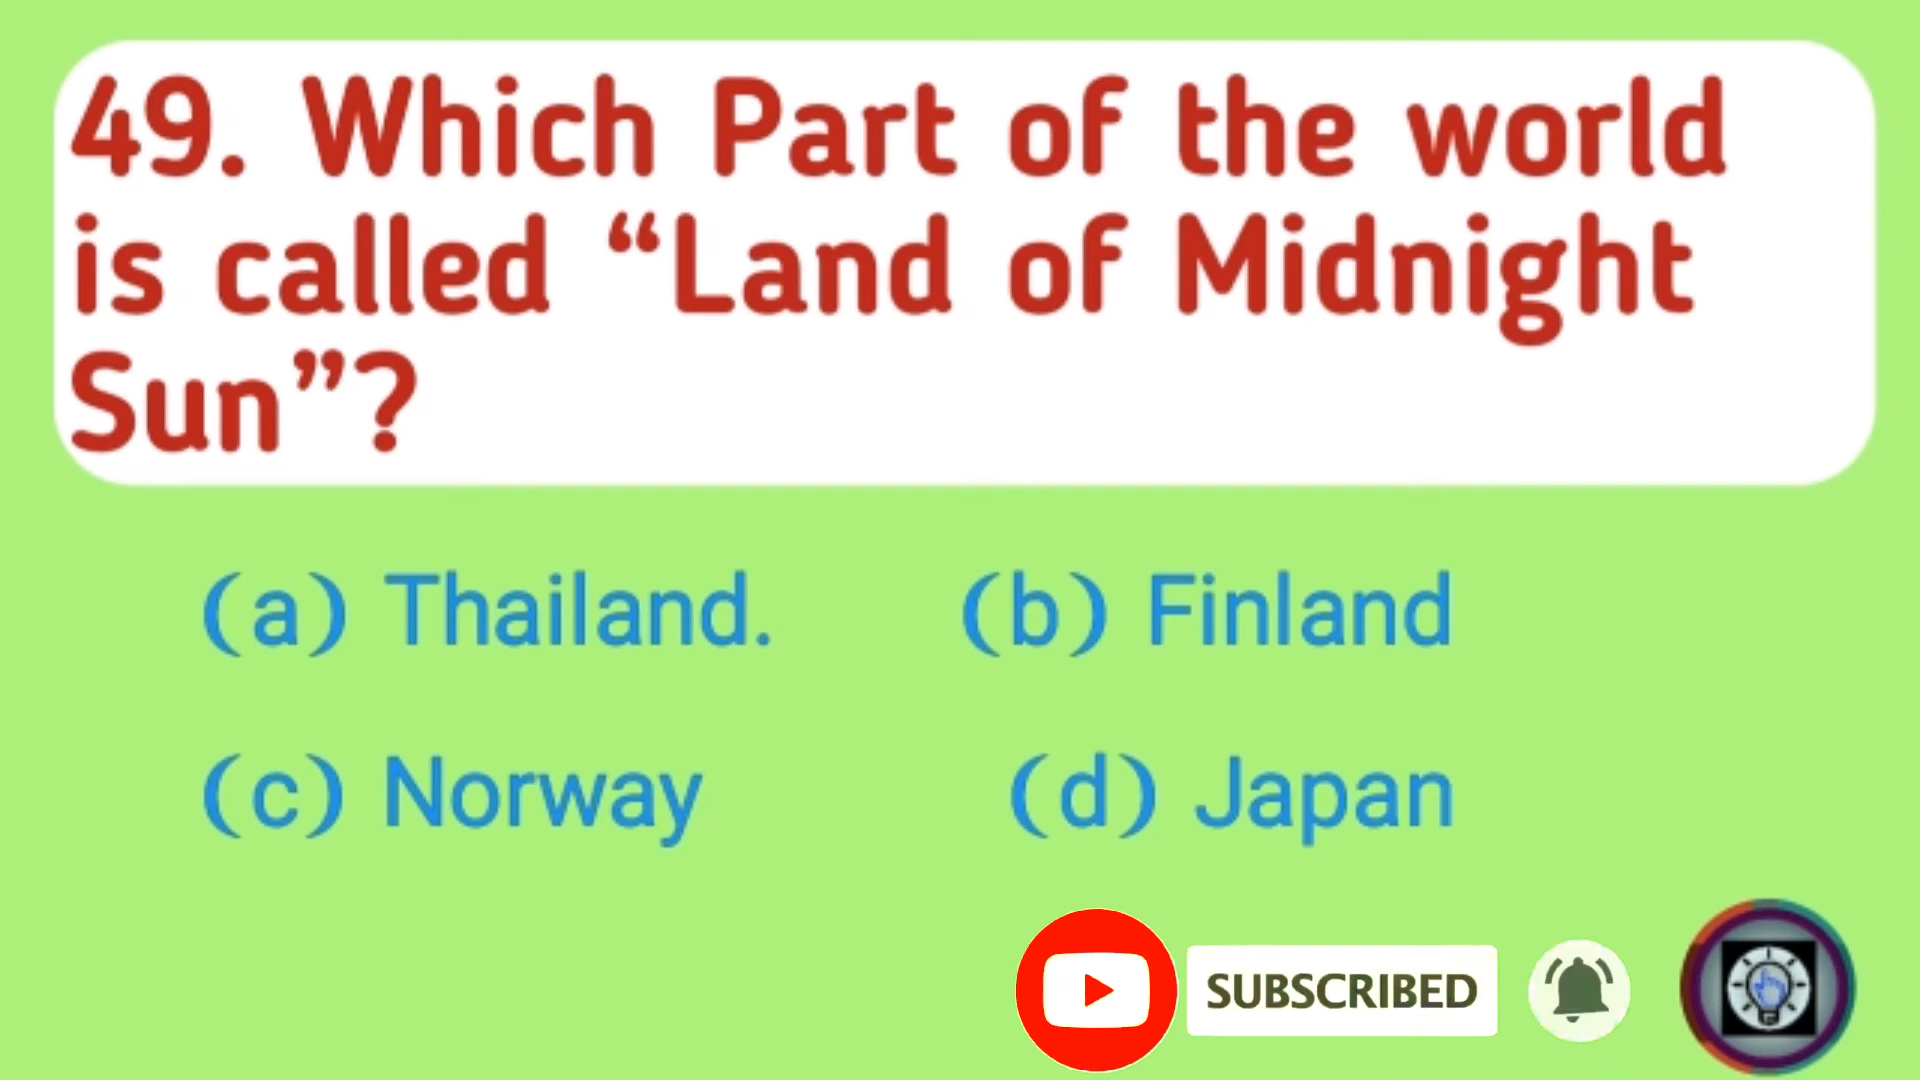 49. Which Part of the world
is called “Land of Midnight
Sun”?
(a) Thailand. (b) Finland
(c) Norway (d) Japan
SUBSCRIBED